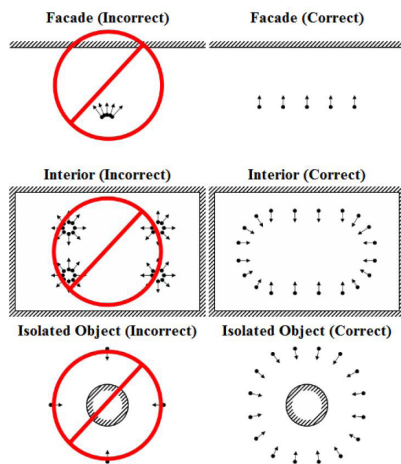 Facade (Incorrect) Facade (Correct)
Interior (Incorrect) Interior (Correct)
Isolated Object (Incorrect) Isolated Object (Correct)